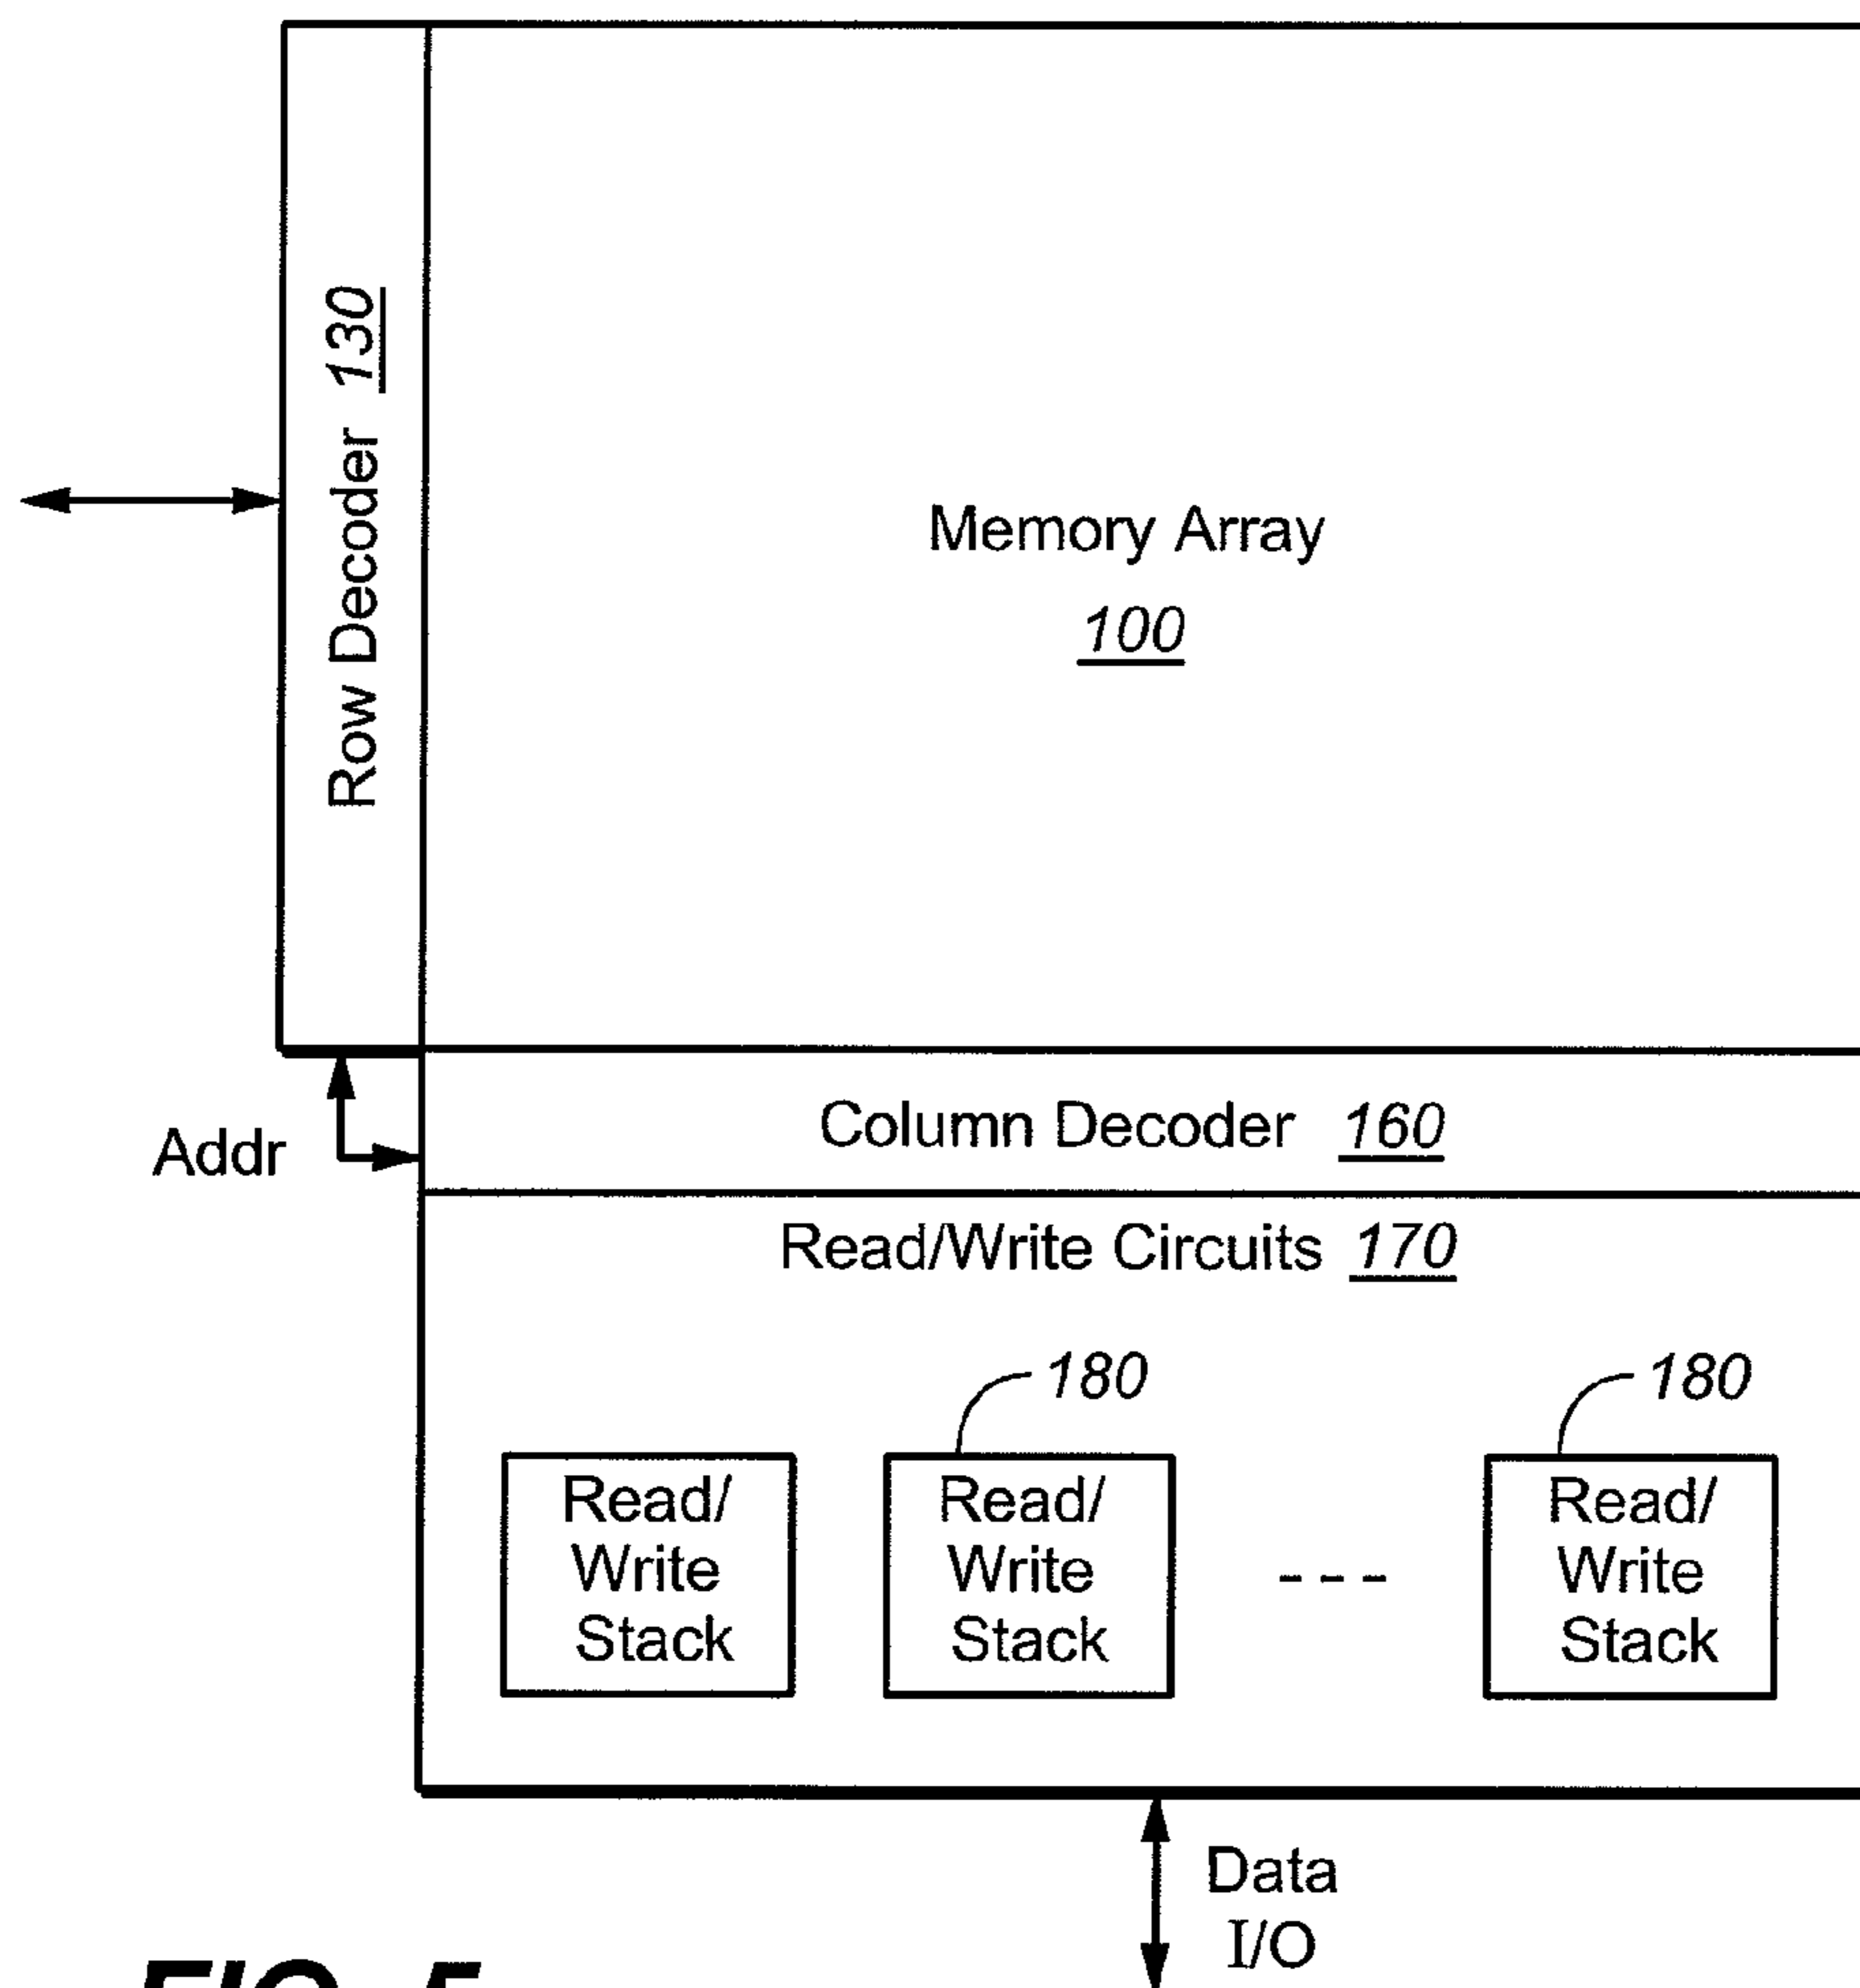 Row Decoder 130
Memory Array
100
Addr
Column Decoder 160
Read/Write Circuits 170
180
180
Read/
Write
Stack
Read/
Write
Stack
- - -
Read/
Write
Stack
Data
I/O